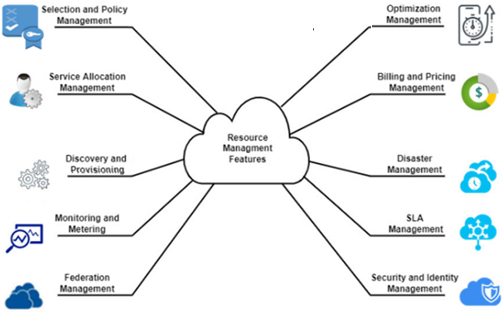 Selection and Policy
Management
Service Allocation
Management
Discovery and
Provisioning
Monitoring and
Metering
Federation
Management
Resource
Managment
Features
Optimization
Management
Billing and Pricing
Management
$
Disaster
Management
SLA
Management
Security and Identity
Management